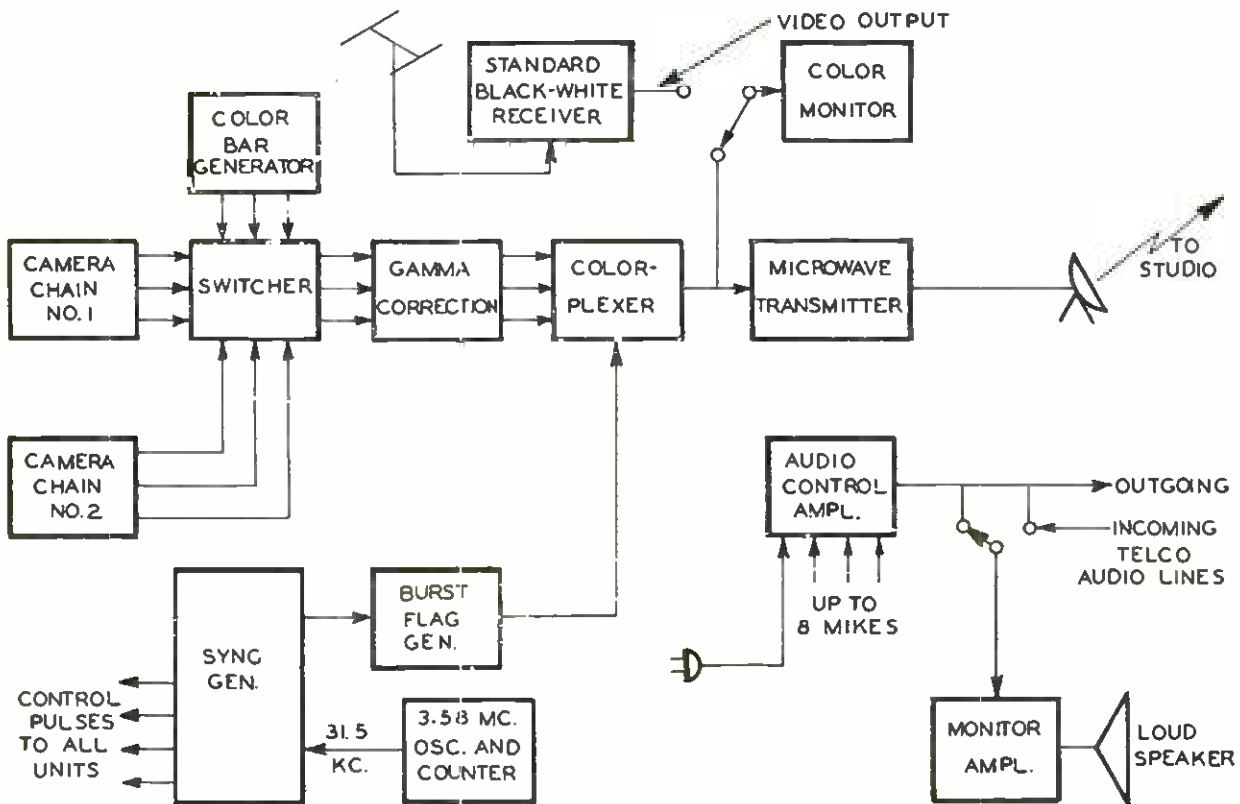 VIDEO OUTPUT
STANDARD
BLACK-WHITE
RECEIVER
COLOR
MONITOR
COLOR
BAR
GENERATOR
CAMERA
CHAIN
NO. 1
SWITCHER
GAMMA
CORRECTION
COLOR-
PLEXER
MICROWAVE
TRANSMITTER
TO
STUDIO
CAMERA
CHAIN
NO. 2
AUDIO
CONTROL
AMPL.
OUTGOING
INCOMING
TELCO
AUDIO LINES
UP TO
8 MIKES
BURST
FLAG
GEN.
SYNC
GEN.
CONTROL
PULSES
TO ALL
UNITS
31.5
KC.
3.58 MC.
OSC. AND
COUNTER
MONITOR
AMPL.
LOUD
SPEAKER